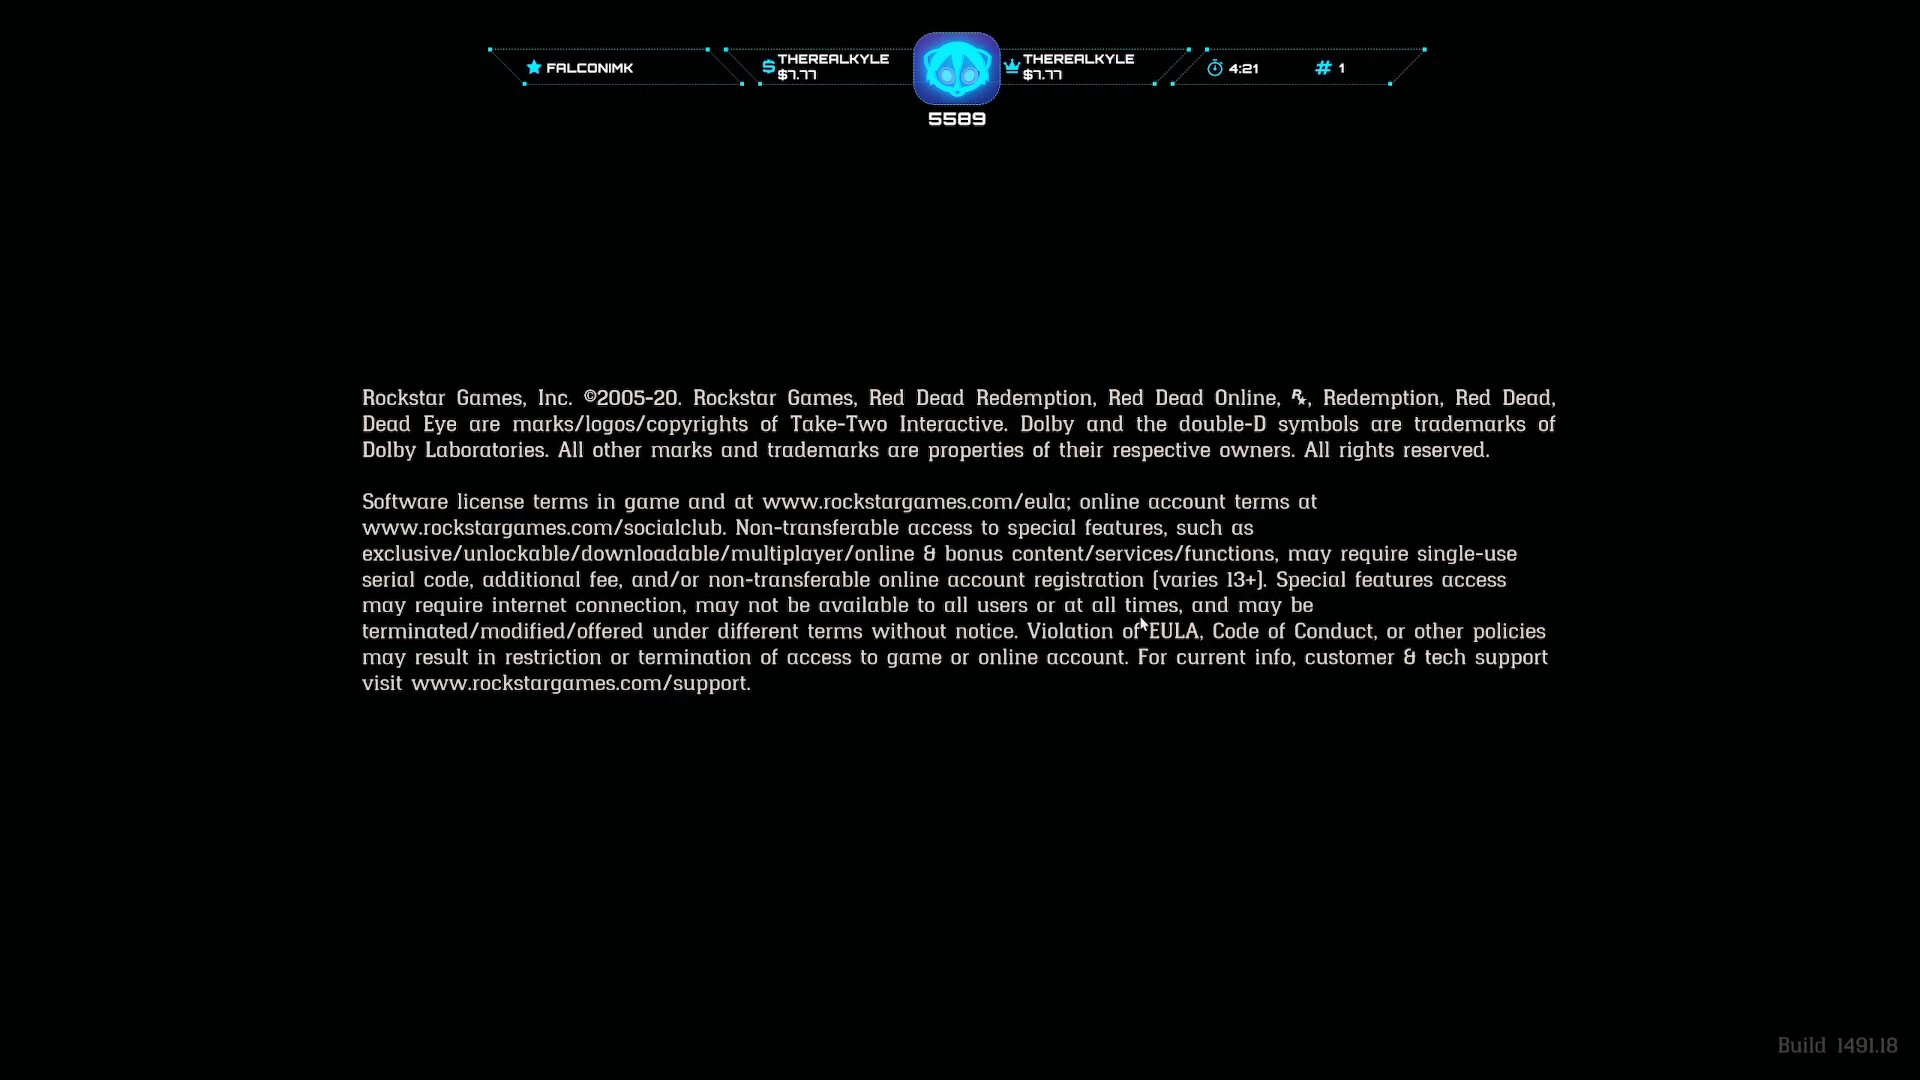 FALCONIMK
THEREALKYLE
$7.77
THEREALKYLE
$7.77
4:21
# 1
5589
Rockstar Games, Inc. ©2005-20. Rockstar Games, Red Dead Redemption, Red Dead Online, R★, Redemption, Red Dead,
Dead Eye are marks/logos/copyrights of Take-Two Interactive. Dolby and the double-D symbols are trademarks of
Dolby Laboratories. All other marks and trademarks are properties of their respective owners. All rights reserved.
Software license terms in game and at www.rockstargames.com/eula; online account terms at
www.rockstargames.com/socialclub. Non-transferable access to special features, such as
exclusive/unlockable/downloadable/multiplayer/online & bonus content/services/functions, may require single-use
serial code, additional fee, and/or non-transferable online account registration (varies 13+). Special features access
may require internet connection, may not be available to all users or at all times, and may be
terminated/modified/offered under different terms without notice. Violation of EULA, Code of Conduct, or other policies
may result in restriction or termination of access to game or online account. For current info, customer & tech support
visit www.rockstargames.com/support.
Build 1491.18